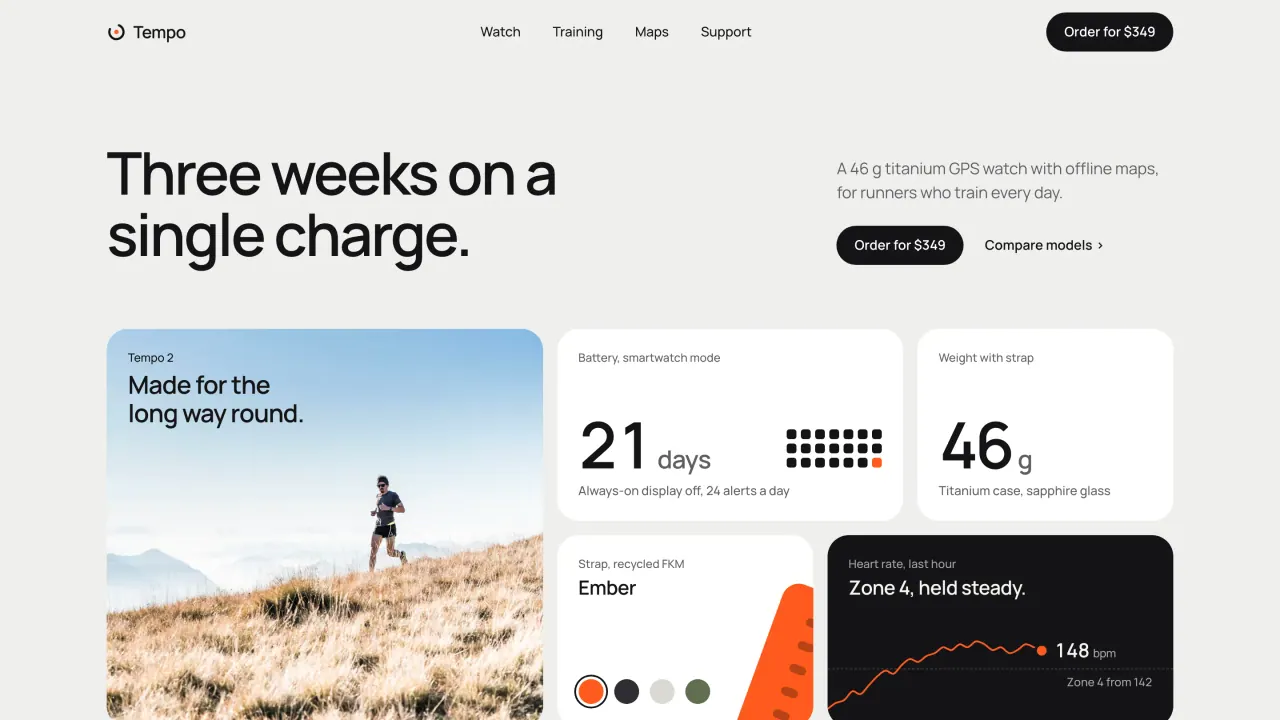 Tempo
Watch
Training
Maps
Support
Order for $349
Three weeks on a
single charge.
A 46 g titanium GPS watch with offline maps,
for runners who train every day.
Order for $349
Compare models ›
Tempo 2
Made for the
long way round.
Battery, smartwatch mode
21 days
Always-on display off, 24 alerts a day
Weight with strap
46 g
Titanium case, sapphire glass
Strap, recycled FKM
Ember
Heart rate, last hour
Zone 4, held steady.
148 bpm
Zone 4 from 142